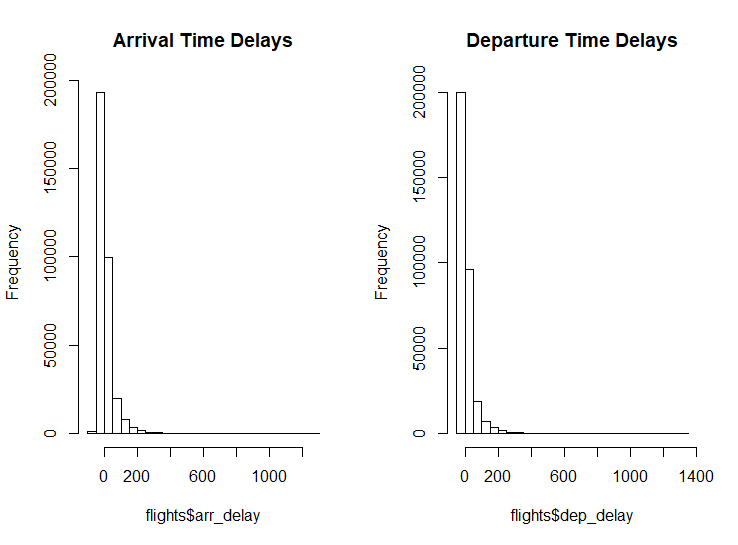 Arrival Time Delays
Frequency
200000
150000
100000
50000
0
0 200 600 1000
flights$arr_delay
Departure Time Delays
Frequency
200000
150000
100000
50000
0
0 200 600 1000 1400
flights$dep_delay